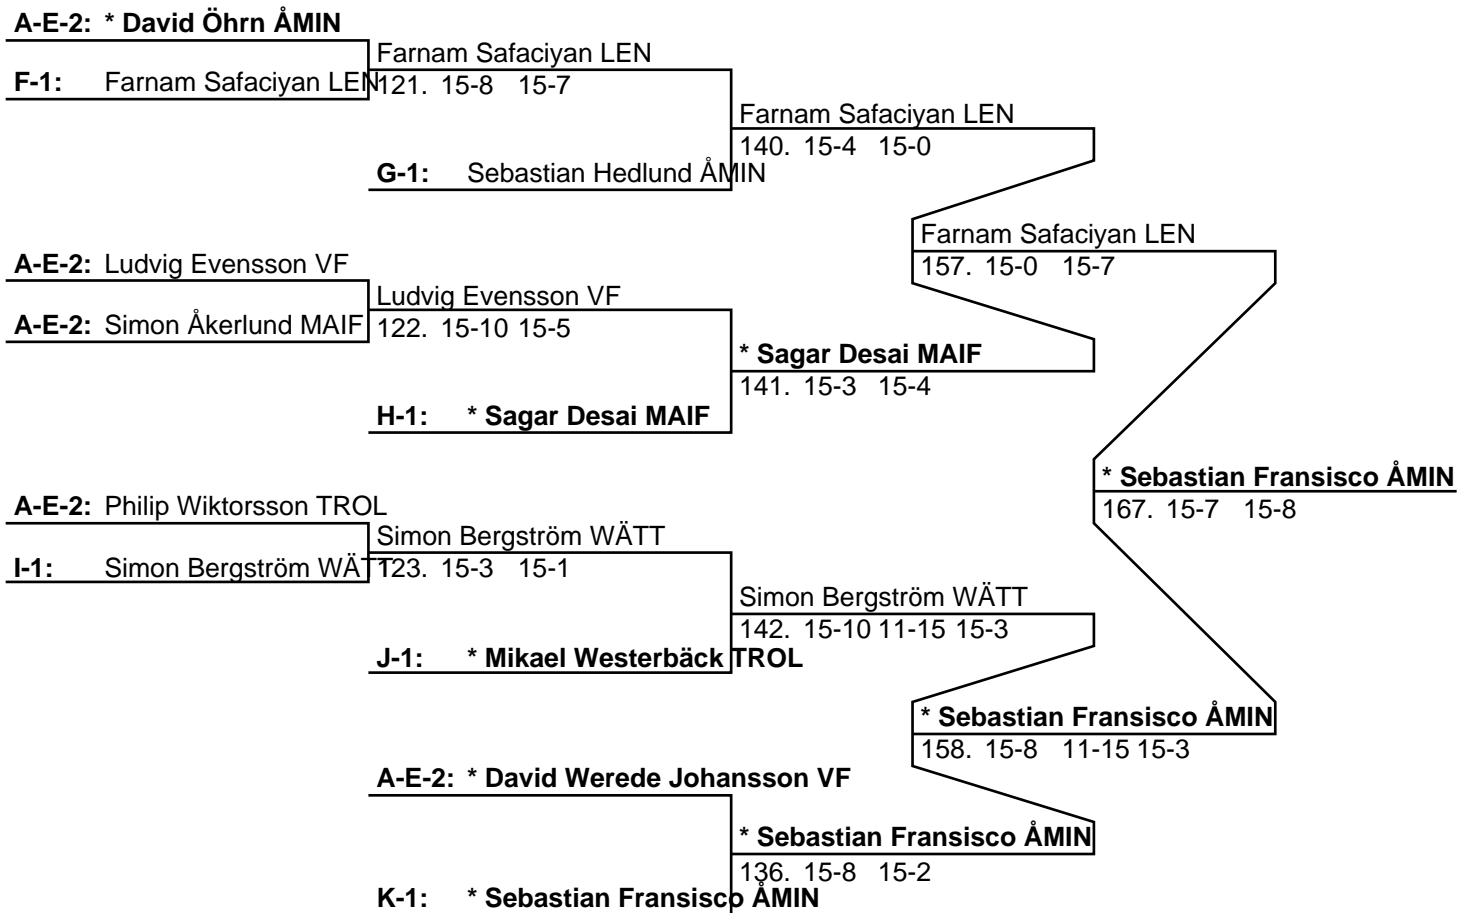 A-E-2: * David Öhrn ÅMIN
Farnam Safaciyan LEN
F-1: Farnam Safaciyan LEN
121. 15-8 15-7
Farnam Safaciyan LEN
140. 15-4 15-0
G-1: Sebastian Hedlund ÅMIN
Farnam Safaciyan LEN
157. 15-0 15-7
A-E-2: Ludvig Evensson VF
Ludvig Evensson VF
A-E-2: Simon Åkerlund MAIF
122. 15-10 15-5
* Sagar Desai MAIF
141. 15-3 15-4
H-1: * Sagar Desai MAIF
* Sebastian Fransisco ÅMIN
167. 15-7 15-8
A-E-2: Philip Wiktorsson TROL
Simon Bergström WÄTT
I-1: Simon Bergström WÄTT
123. 15-3 15-1
Simon Bergström WÄTT
142. 15-10 11-15 15-3
J-1: * Mikael Westerbäck TROL
* Sebastian Fransisco ÅMIN
158. 15-8 11-15 15-3
A-E-2: * David Werede Johansson VF
* Sebastian Fransisco ÅMIN
136. 15-8 15-2
K-1: * Sebastian Fransisco ÅMIN